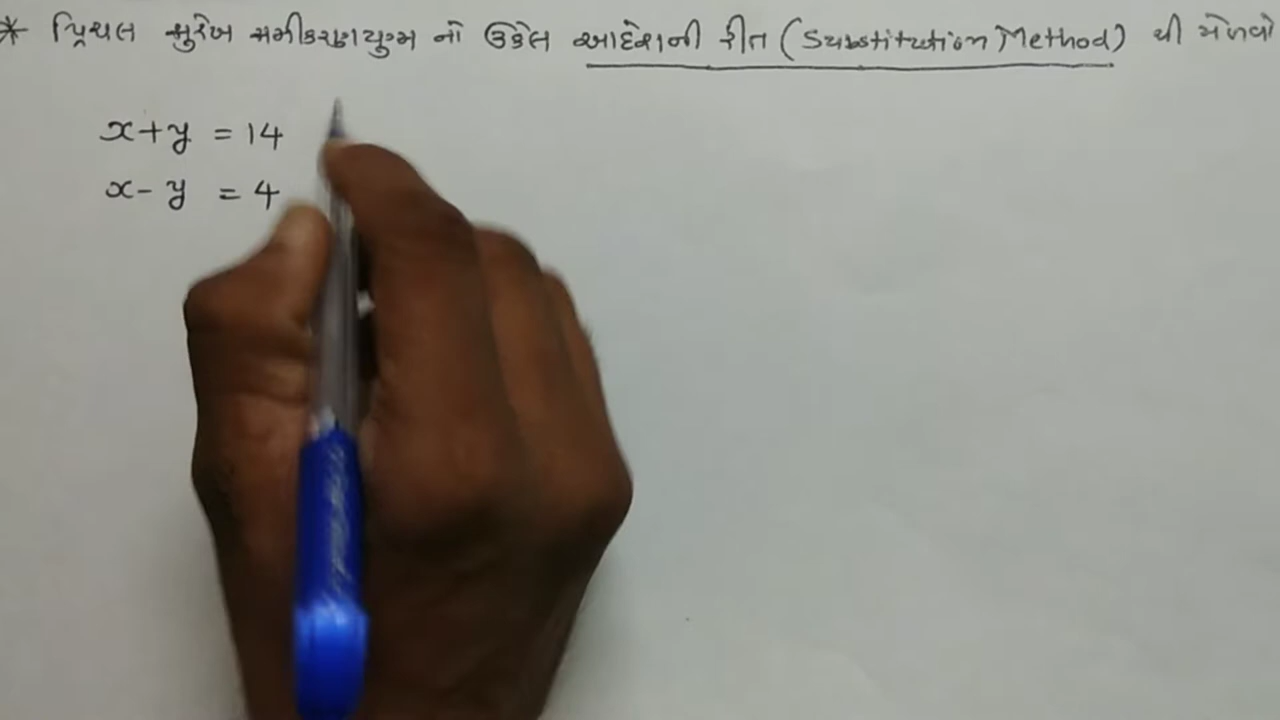 * દ્વિચલ સુરેખ સમીકરણયુગ્મ નો ઉકેલ આદેશની રીત (Substitution Method) થી મેળવો
x+y = 14
x- y = 4